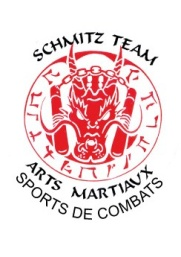 SCHMITZ TEAM
ARTS MARTIAUX
SPORTS DE COMBATS